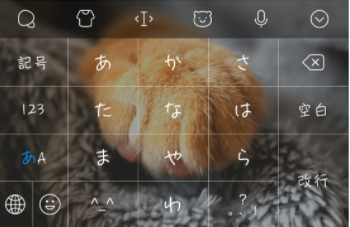 記号 あ か さ
123 た な は 空白
あA ま や ら
^_^ わ 。、?! 改行